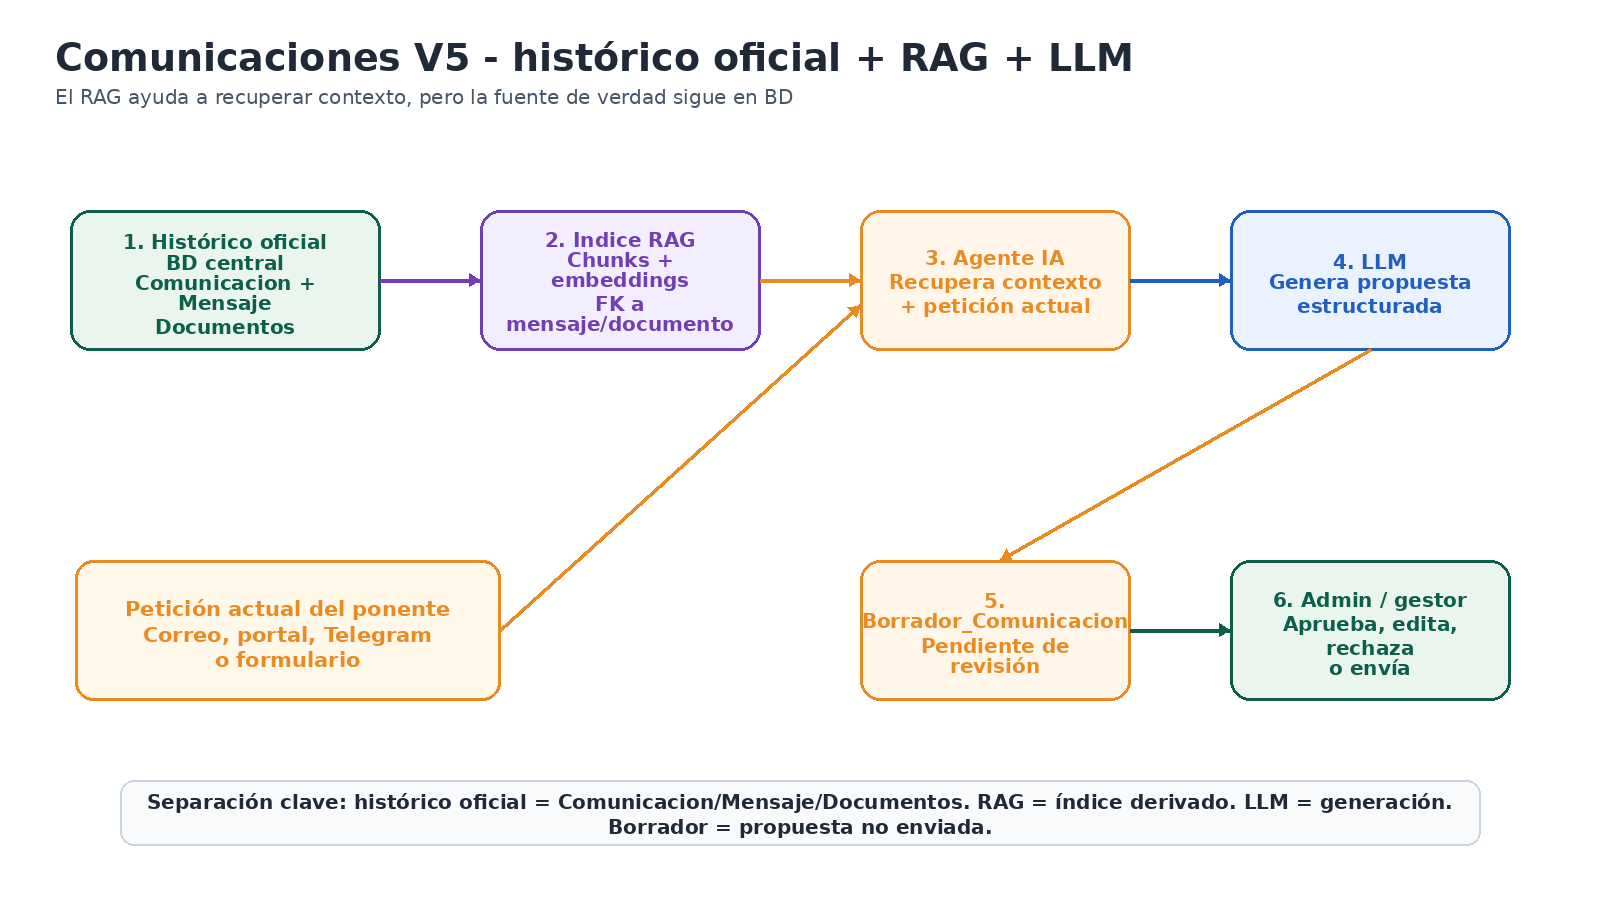 Comunicaciones V5 - histórico oficial + RAG + LLM
El RAG ayuda a recuperar contexto, pero la fuente de verdad sigue en BD
1. Histórico oficial
BD central
Comunicacion +
Mensaje
Documentos
2. Indice RAG
Chunks +
embeddings
FK a
mensaje/documento
3. Agente IA
Recupera contexto
+ petición actual
4. LLM
Genera propuesta
estructurada
Petición actual del ponente
Correo, portal, Telegram
o formulario
5.
Borrador_Comunicacion
Pendiente de
revisión
6. Admin / gestor
Aprueba, edita,
rechaza
o envía
Separación clave: histórico oficial = Comunicacion/Mensaje/Documentos. RAG = índice derivado. LLM = generación.
Borrador = propuesta no enviada.